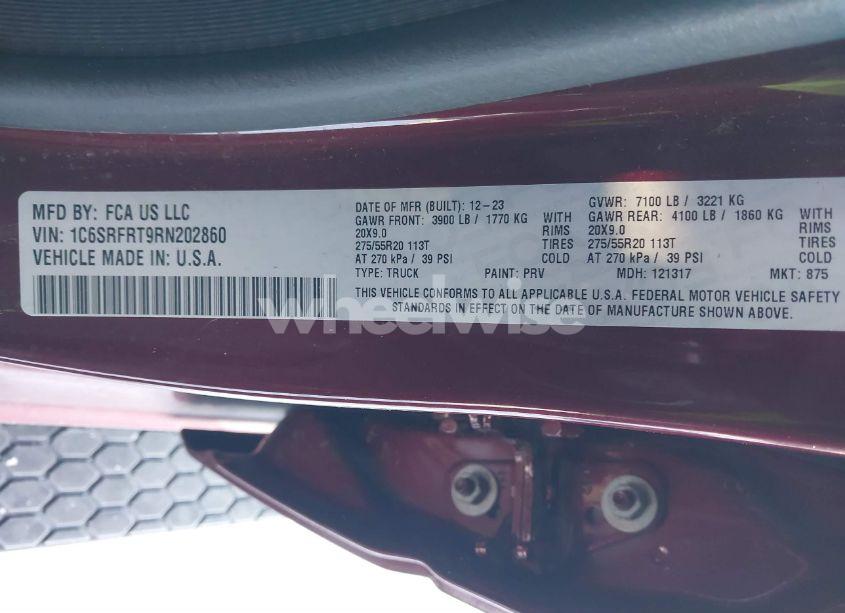 MFD BY: FCA US LLC
VIN: 1C6SRFRT9RN202860
VEHICLE MADE IN: U.S.A.
DATE OF MFR (BUILT): 12-23
GAWR FRONT: 3900 LB / 1770 KG WITH
20X9.0 RIMS
275/55R20 113T TIRES
AT 270 kPa / 39 PSI COLD
TYPE: TRUCK PAINT: PRV
GVWR: 7100 LB / 3221 KG
GAWR REAR: 4100 LB / 1860 KG WITH
20X9.0 RIMS
275/55R20 113T TIRES
AT 270 kPa / 39 PSI COLD
MDH: 121317 MKT: 875
THIS VEHICLE CONFORMS TO ALL APPLICABLE U.S.A. FEDERAL MOTOR VEHICLE SAFETY
STANDARDS IN EFFECT ON THE DATE OF MANUFACTURE SHOWN ABOVE.
wheelwise